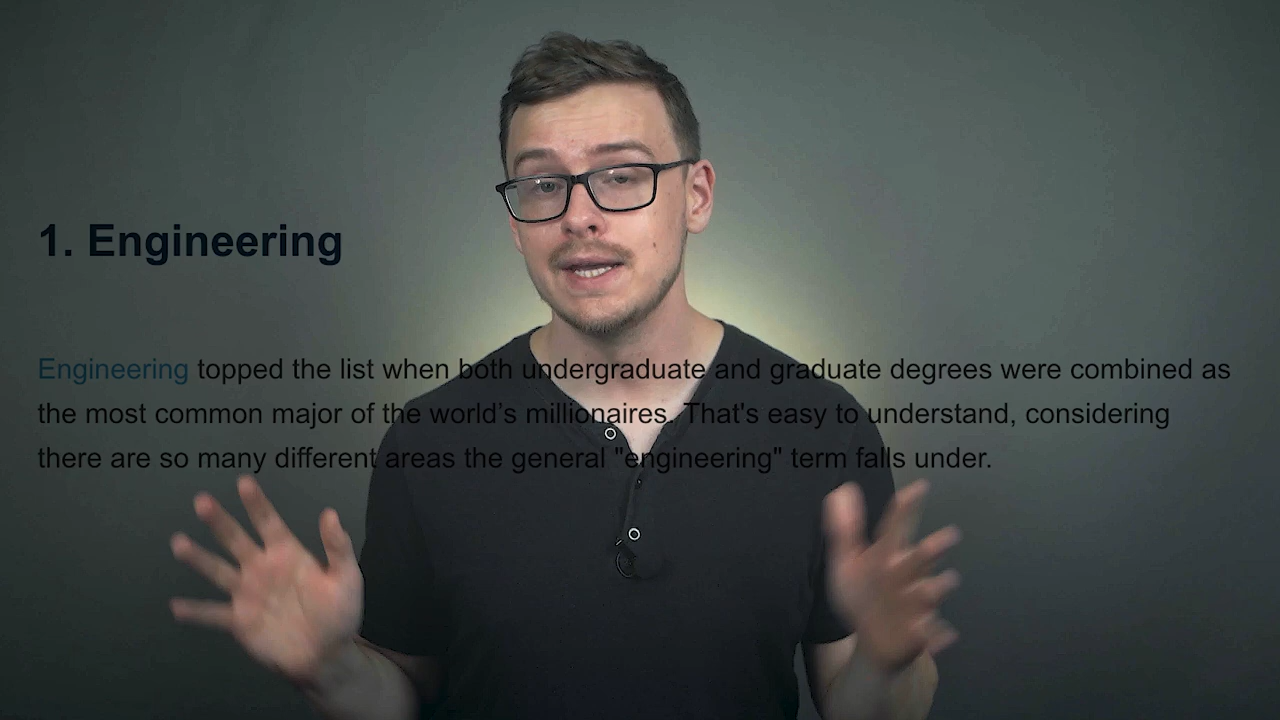 1. Engineering
Engineering topped the list when both undergraduate and graduate degrees were combined as
the most common major of the world’s millionaires. That's easy to understand, considering
there are so many different areas the general "engineering" term falls under.